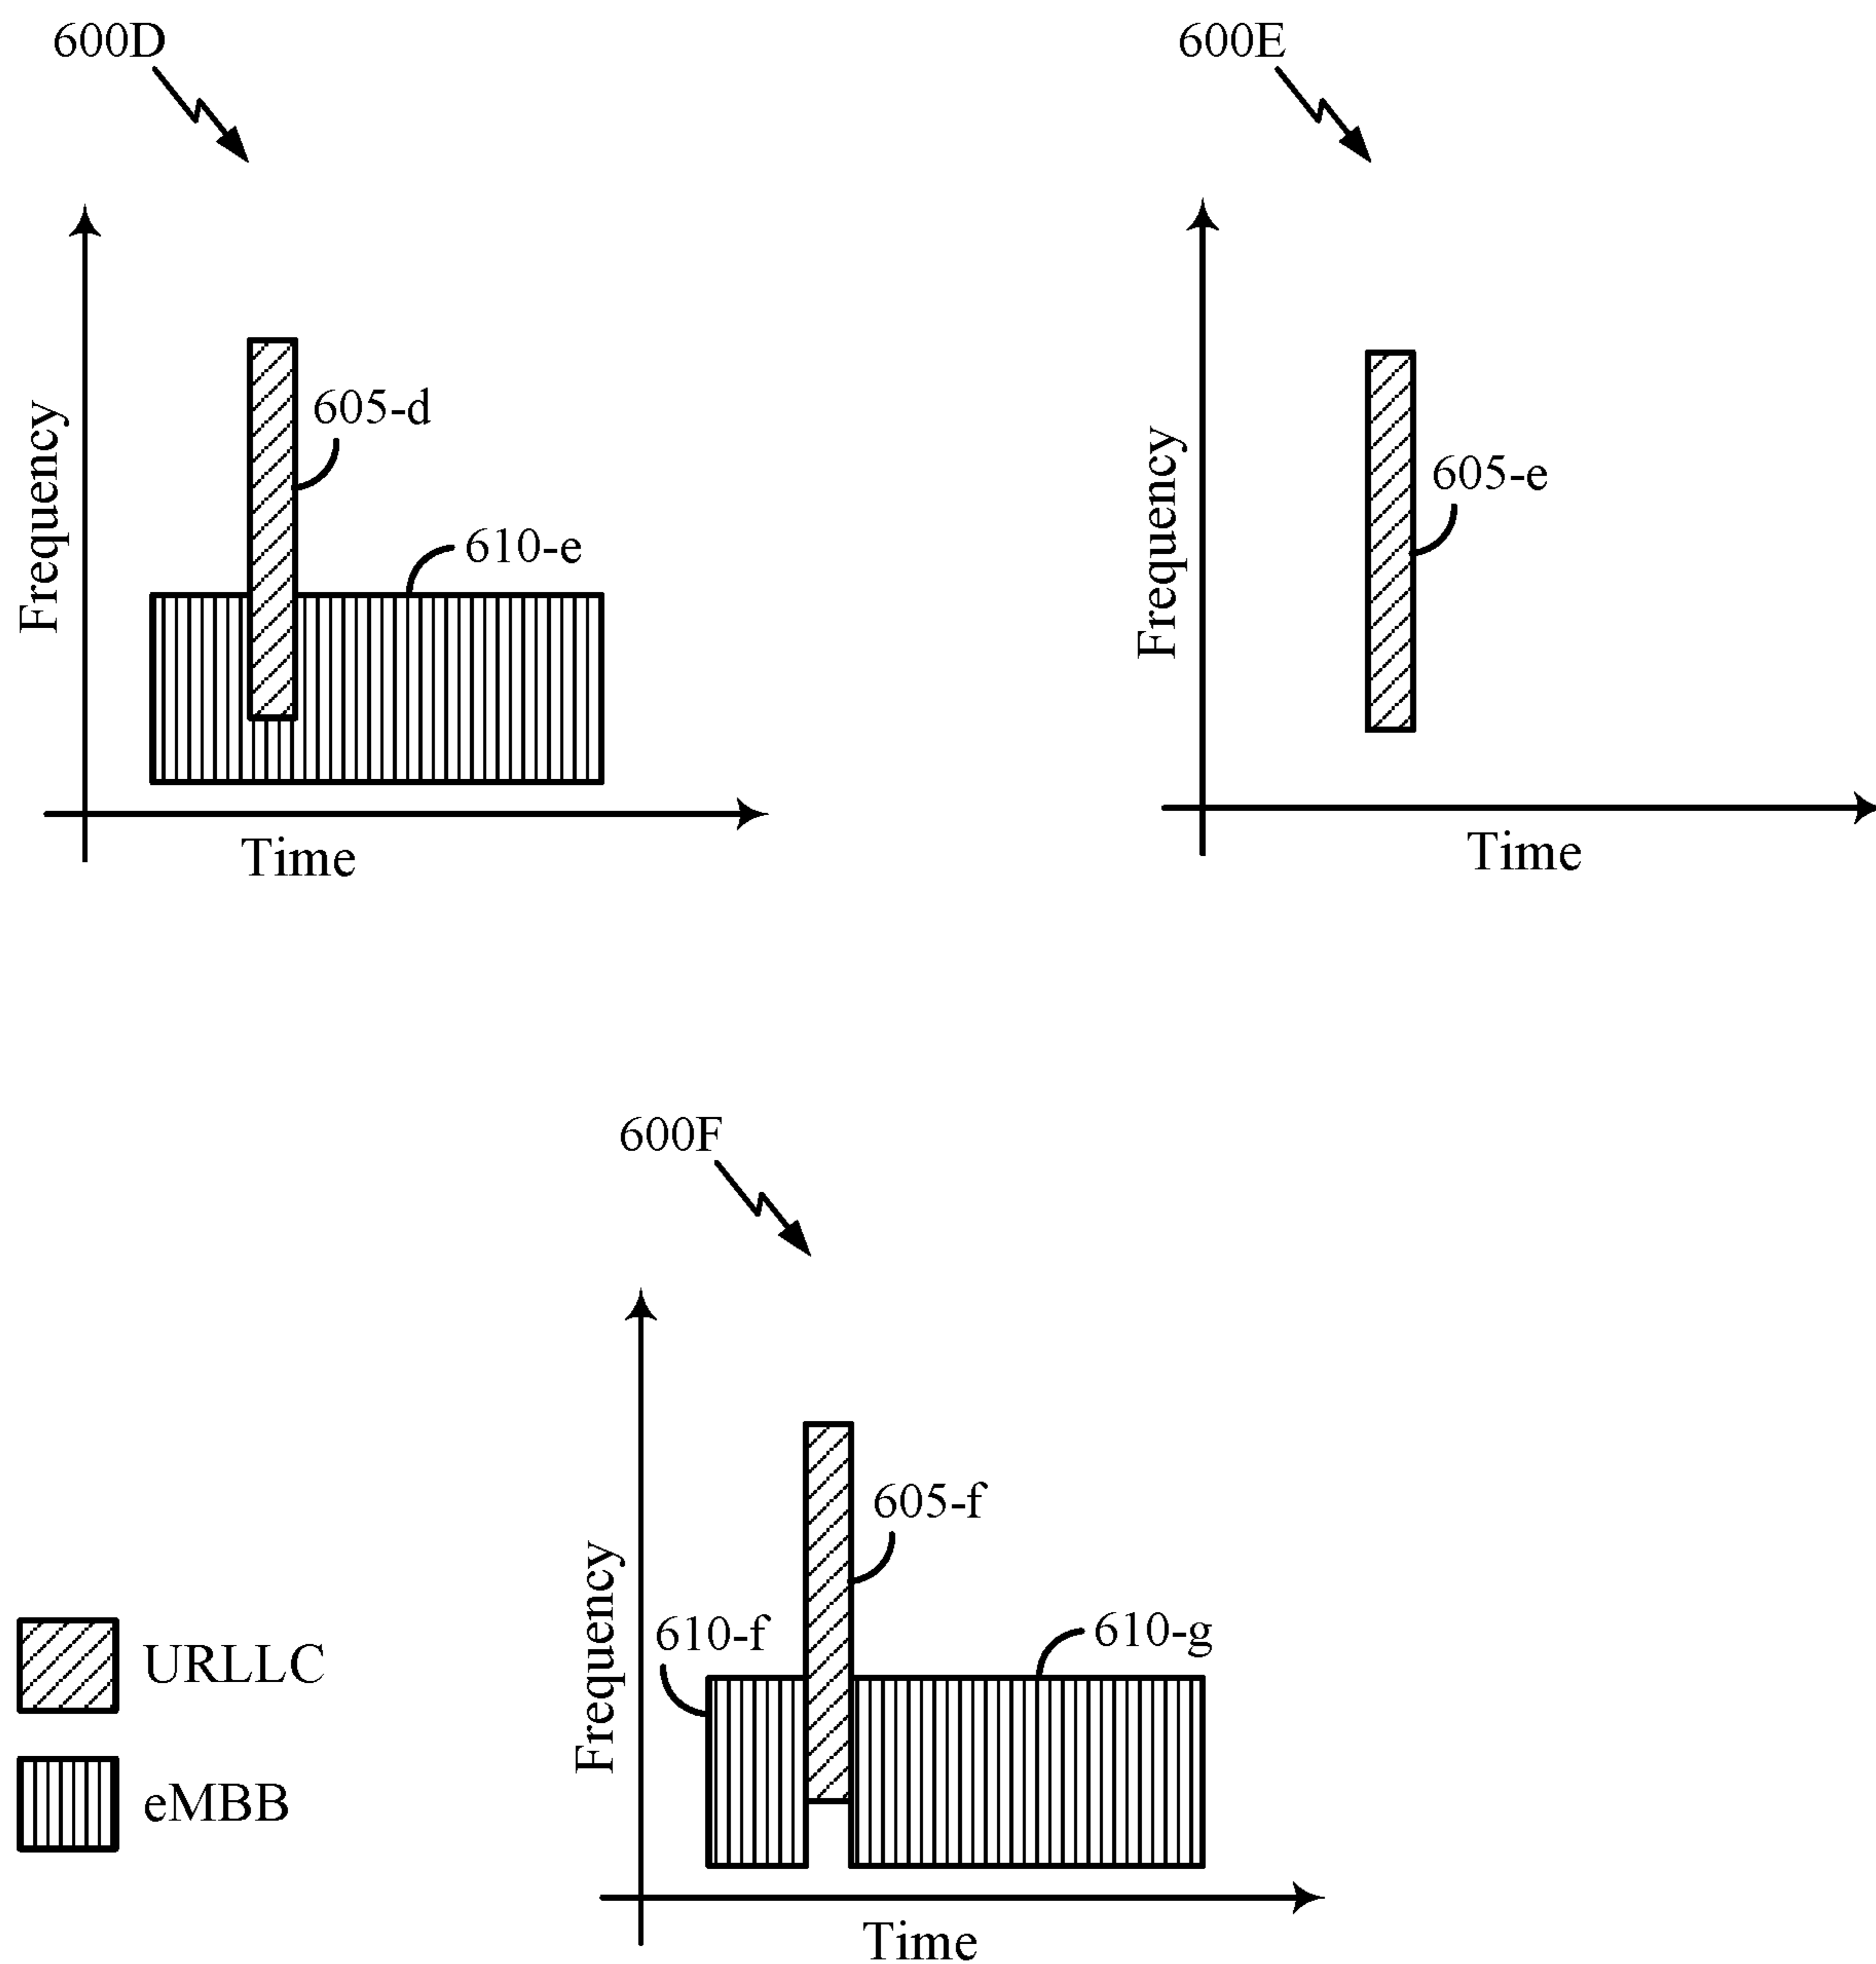 600D
Frequency
605-d
610-e
Time
600E
Frequency
605-e
Time
600F
Frequency
605-f
610-f
610-g
Time
URLLC
eMBB